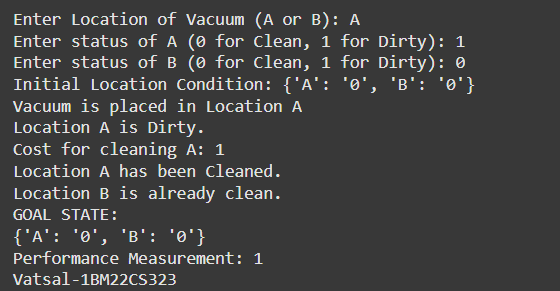 Enter Location of Vacuum (A or B): A
Enter status of A (0 for Clean, 1 for Dirty): 1
Enter status of B (0 for Clean, 1 for Dirty): 0
Initial Location Condition: {'A': '0', 'B': '0'}
Vacuum is placed in Location A
Location A is Dirty.
Cost for cleaning A: 1
Location A has been Cleaned.
Location B is already clean.
GOAL STATE:
{'A': '0', 'B': '0'}
Performance Measurement: 1
Vatsal-1BM22CS323